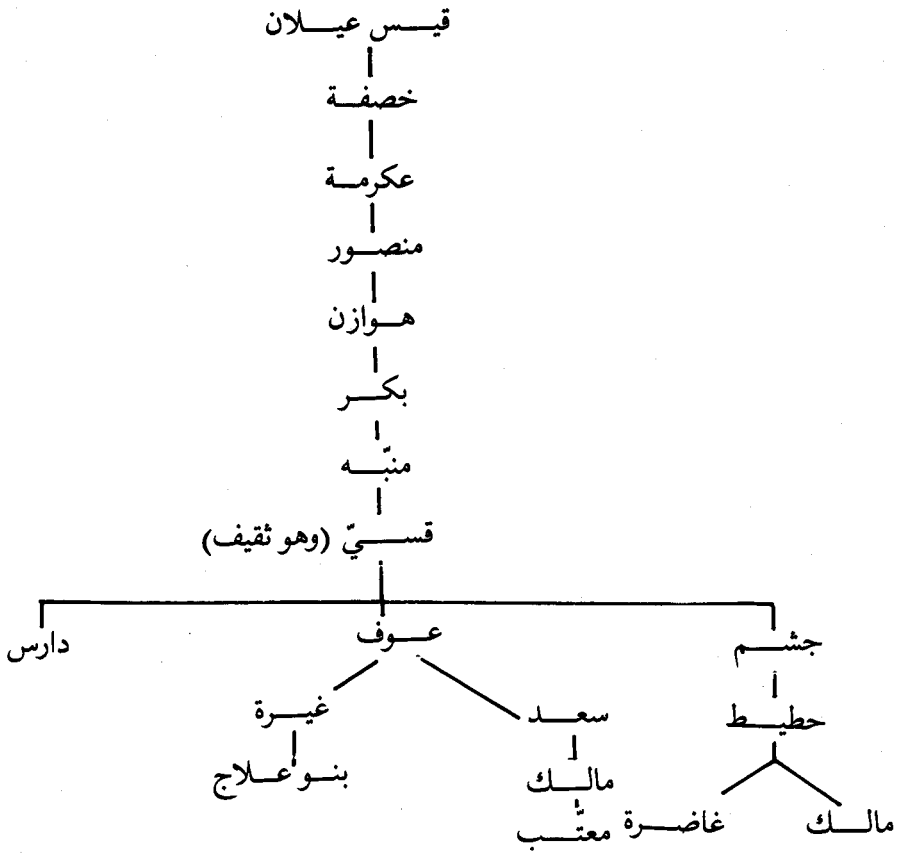 قيس عيلان
خصفة
عكرمة
منصور
هوازن
بكر
منبّه
قسيّ (وهو ثقيف)
جشم عوف دارس
حطيط سعد غيرة
مالك غاضرة مالك بنو علاج
معتّب